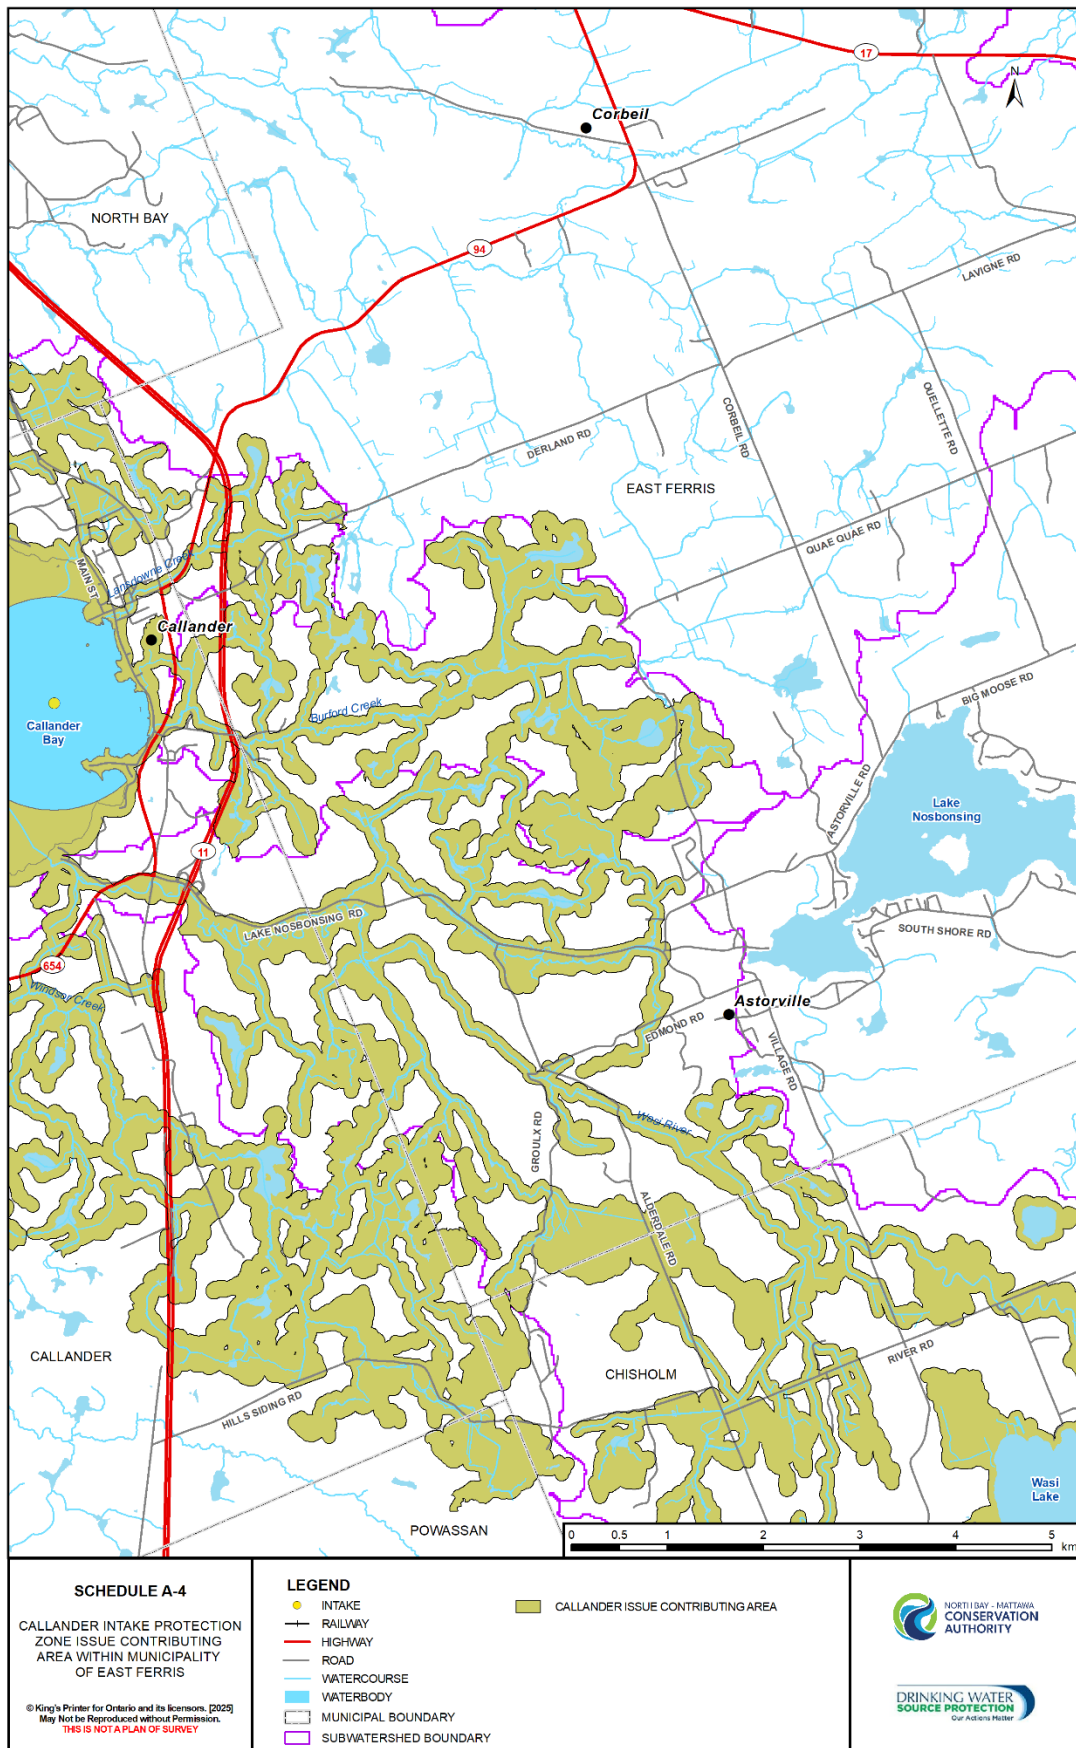 17
N
Corbeil
NORTH BAY
94
LAVIGNE RD
OUELLETTE RD
CORBEIL RD
DERLAND RD
EAST FERRIS
QUAE QUAE RD
MAIN ST
Lansdowne Creek
Callander
BIG MOOSE RD
Burford Creek
Callander
Bay
ASTORVILLE RD
Lake
Nosbonsing
11
LAKE NOSBONSING RD
SOUTH SHORE RD
654
Windsor Creek
Astorville
EDMOND RD
VILLAGE RD
Wasi River
GROULX RD
ALDERDALE RD
CALLANDER
CHISHOLM
RIVER RD
HILLS SIDING RD
Wasi
Lake
POWASSAN
0 0.5 1 2 3 4 5
km
SCHEDULE A-4
CALLANDER INTAKE PROTECTION
ZONE ISSUE CONTRIBUTING
AREA WITHIN MUNICIPALITY
OF EAST FERRIS
© King's Printer for Ontario and its licensors. [2025]
May Not be Reproduced without Permission.
THIS IS NOT A PLAN OF SURVEY
LEGEND
INTAKE
RAILWAY
HIGHWAY
ROAD
WATERCOURSE
WATERBODY
MUNICIPAL BOUNDARY
SUBWATERSHED BOUNDARY
CALLANDER ISSUE CONTRIBUTING AREA
NORTH BAY - MATTAWA
CONSERVATION
AUTHORITY
DRINKING WATER
SOURCE PROTECTION
Our Actions Matter